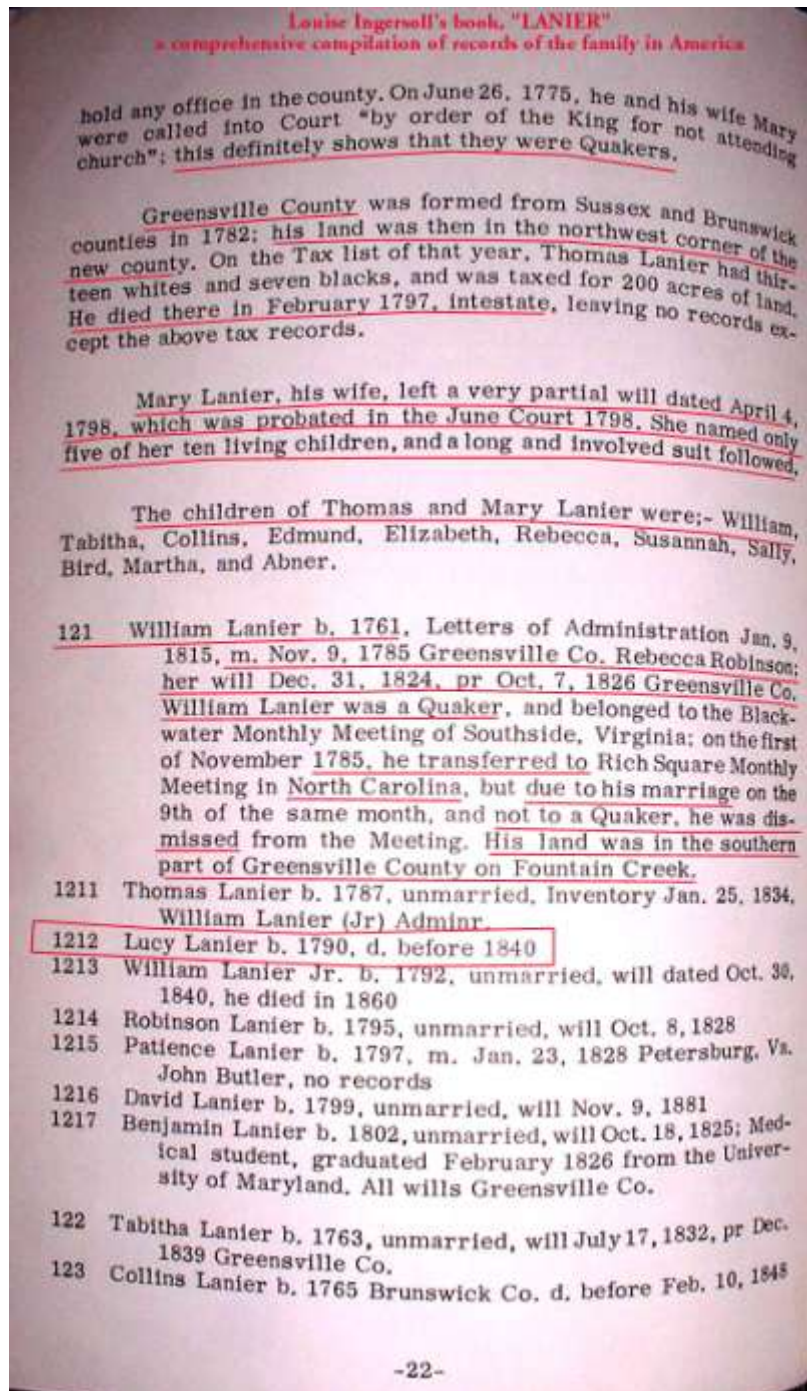 Louise Ingersoll's book, "LANIER"
a comprehensive compilation of records of the family in America
hold any office in the county. On June 26, 1775, he and his wife Mary
were called into Court "by order of the King for not attending
church"; this definitely shows that they were Quakers.
Greensville County was formed from Sussex and Brunswick
counties in 1782; his land was then in the northwest corner of the
new county. On the Tax list of that year, Thomas Lanier had thir-
teen whites and seven blacks, and was taxed for 200 acres of land.
He died there in February 1797, intestate, leaving no records ex-
cept the above tax records.
Mary Lanier, his wife, left a very partial will dated April 4,
1798, which was probated in the June Court 1798. She named only
five of her ten living children, and a long and involved suit followed.
The children of Thomas and Mary Lanier were;- William,
Tabitha, Collins, Edmund, Elizabeth, Rebecca, Susannah, Sally,
Bird, Martha, and Abner.
121 William Lanier b. 1761, Letters of Administration Jan. 9,
1815, m. Nov. 9, 1785 Greensville Co. Rebecca Robinson;
her will Dec. 31, 1824, pr Oct. 7, 1826 Greensville Co.
William Lanier was a Quaker, and belonged to the Black-
water Monthly Meeting of Southside, Virginia; on the first
of November 1785, he transferred to Rich Square Monthly
Meeting in North Carolina, but due to his marriage on the
9th of the same month, and not to a Quaker, he was dis-
missed from the Meeting. His land was in the southern
part of Greensville County on Fountain Creek.
1211 Thomas Lanier b. 1787, unmarried, Inventory Jan. 25, 1834,
William Lanier (Jr) Adminr.
1212 Lucy Lanier b. 1790, d. before 1840
1213 William Lanier Jr. b. 1792, unmarried, will dated Oct. 30,
1840, he died in 1860
1214 Robinson Lanier b. 1795, unmarried, will Oct. 8, 1828
1215 Patience Lanier b. 1797, m. Jan. 23, 1828 Petersburg, Va.
John Butler, no records
1216 David Lanier b. 1799, unmarried, will Nov. 9, 1881
1217 Benjamin Lanier b. 1802, unmarried, will Oct. 18, 1825; Med-
ical student, graduated February 1826 from the Univer-
sity of Maryland. All wills Greensville Co.
122 Tabitha Lanier b. 1763, unmarried, will July 17, 1832, pr Dec.
1839 Greensville Co.
123 Collins Lanier b. 1765 Brunswick Co. d. before Feb. 10, 1848
-22-